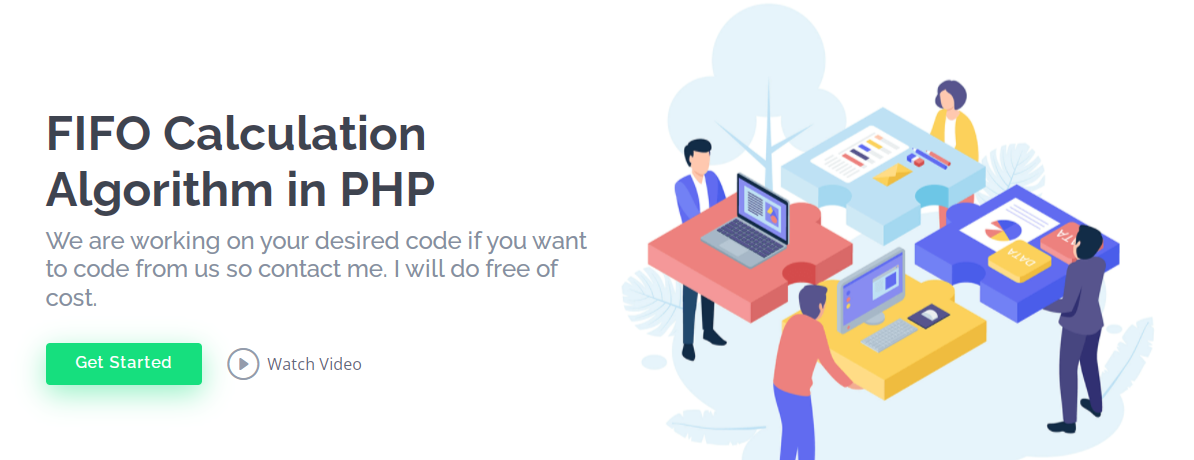 FIFO Calculation
Algorithm in PHP
We are working on your desired code if you want
to code from us so contact me. I will do free of
cost.
Get Started
Watch Video
DATA
DATA